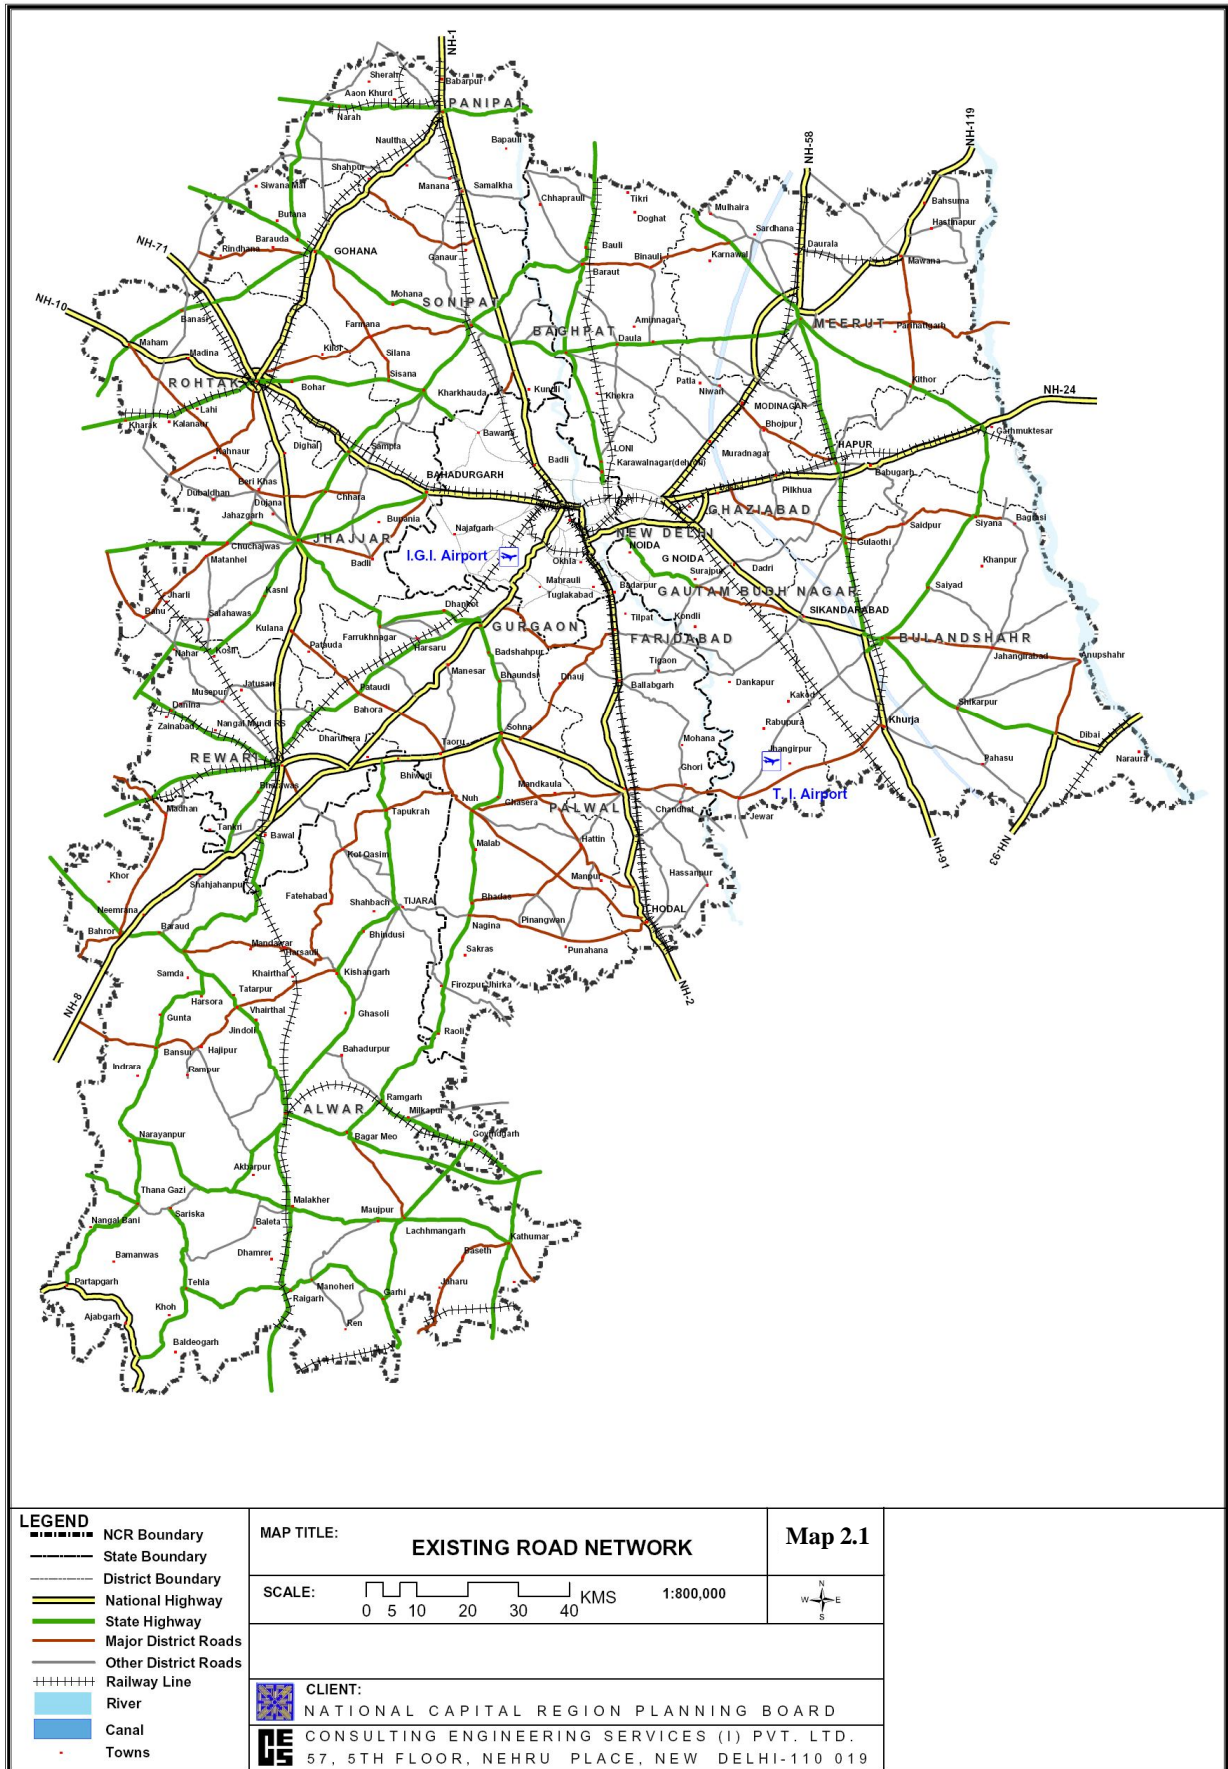 NH-1
Sherah
Babarpur
Aaon Khurd
PANIPAT
Narah
NH-119
NH-58
Naultha
Bapauli
Shahpur
Siwana Mal
Manana
Samalkha
Chhaprauli
Tikri
Doghat
Mulhaira
Bahsuma
Hastinapur
Butana
Sardhana
NH-71
Barauda
Rindhana
GOHANA
Ganaur
Bauli
Binauli
Karnawal
Daurala
Mawana
Baraut
NH-10
Mohana
SONIPAT
Banasi
Farmana
BAGHPAT
Aminnagar
MEERUT
Parihatgarh
Maham
Madina
Kiloi
Silana
Daula
Sisana
ROHTAK
Bohar
Kharkhauda
Kundli
Khekra
Patla
Niwari
Kithor
NH-24
Lahi
Kharak
Kalanaur
MODINAGAR
Bhojpur
Bawana
Garhmuktesar
Kahnaur
Dighal
Sampla
LONI
Badli
Karawalnagar(dehat)
Muradnagar
HAPUR
Babugarh
Beri Khas
BAHADURGARH
Dubaldhan
Dojana
Chhara
Pilkhua
Jahazgarh
Bupania
Najafgarh
GHAZIABAD
NEW DELHI
Saidpur
Siyana
Bagrasi
Chuchajwas
JHAJJAR
I.G.I. Airport
NOIDA
Gulaothi
Matanhel
Badli
Okhla
G NOIDA
Surajpur
Dadri
Khanpur
Kasni
Mahrauli
Tuglakabad
Badarpur
GAUTAM BUDH NAGAR
Saiyad
Jharli
Bahu
Salahawas
Dhankot
SIKANDARABAD
Kulana
Farrukhnagar
GURGAON
Tilpat
Kondli
FARIDABAD
BULANDSHAHR
Nahar
Kosli
Patauda
Harsaru
Badshahpur
Tigaon
Jahangirabad
Anupshahr
Manesar
Bhaundsi
Dhauj
Ballabgarh
Dankapur
Musepur
Jatusan
Pataudi
Kakod
Shikarpur
Danina
Bahora
Zainabad
Nangal Mundi RS
Sohna
Rabupura
Khurja
Dharuhera
Taoru
Mohana
Dibai
REWARI
Jhangirpur
Pahasu
Naraura
Bhiwadi
Ghori
Mandkaula
T. I. Airport
Madhan
Nuh
Ghasera
PALWAL
Chandhat
Tapukrah
Jewar
Tankri
Bawal
Malab
Hattin
NH-91
NH-93
Kot Qasim
Khor
Shahjahanpur
Manpur
Hassanpur
Fatehabad
Shahbach
TIJARA
Bhadas
Neemrana
HODAL
Bahror
Baraud
Nagina
Pinangwan
Bhindusi
Mandawar
Harsauli
Sakras
Punahana
Samda
Khairthal
Kishangarh
Firozpur Jhirka
NH-2
Tatarpur
Harsora
Vhairthal
Ghasoli
NH-8
Gunta
Jindoli
Raoli
Bansur
Hajipur
Bahadurpur
Indrara
Rampur
Ramgarh
ALWAR
Milkapur
Narayanpur
Bagar Meo
Govindgarh
Akbarpur
Thana Gazi
Malakher
Sariska
Maujpur
Nangal Bani
Baleta
Lachhmangarh
Kathumar
Bamanwas
Dhamrer
Baseth
Partapgarh
Tehla
Manoheri
Jaharu
Raigarh
Garhi
Ajabgarh
Khoh
Ren
Baldeogarh
LEGEND
NCR Boundary
State Boundary
District Boundary
National Highway
State Highway
Major District Roads
Other District Roads
Railway Line
River
Canal
Towns
MAP TITLE:
EXISTING ROAD NETWORK
Map 2.1
SCALE:
0 5 10 20 30 40 KMS
1:800,000
N
W E
S
CLIENT:
NATIONAL CAPITAL REGION PLANNING BOARD
CES
CONSULTING ENGINEERING SERVICES (I) PVT. LTD.
57, 5TH FLOOR, NEHRU PLACE, NEW DELHI-110 019